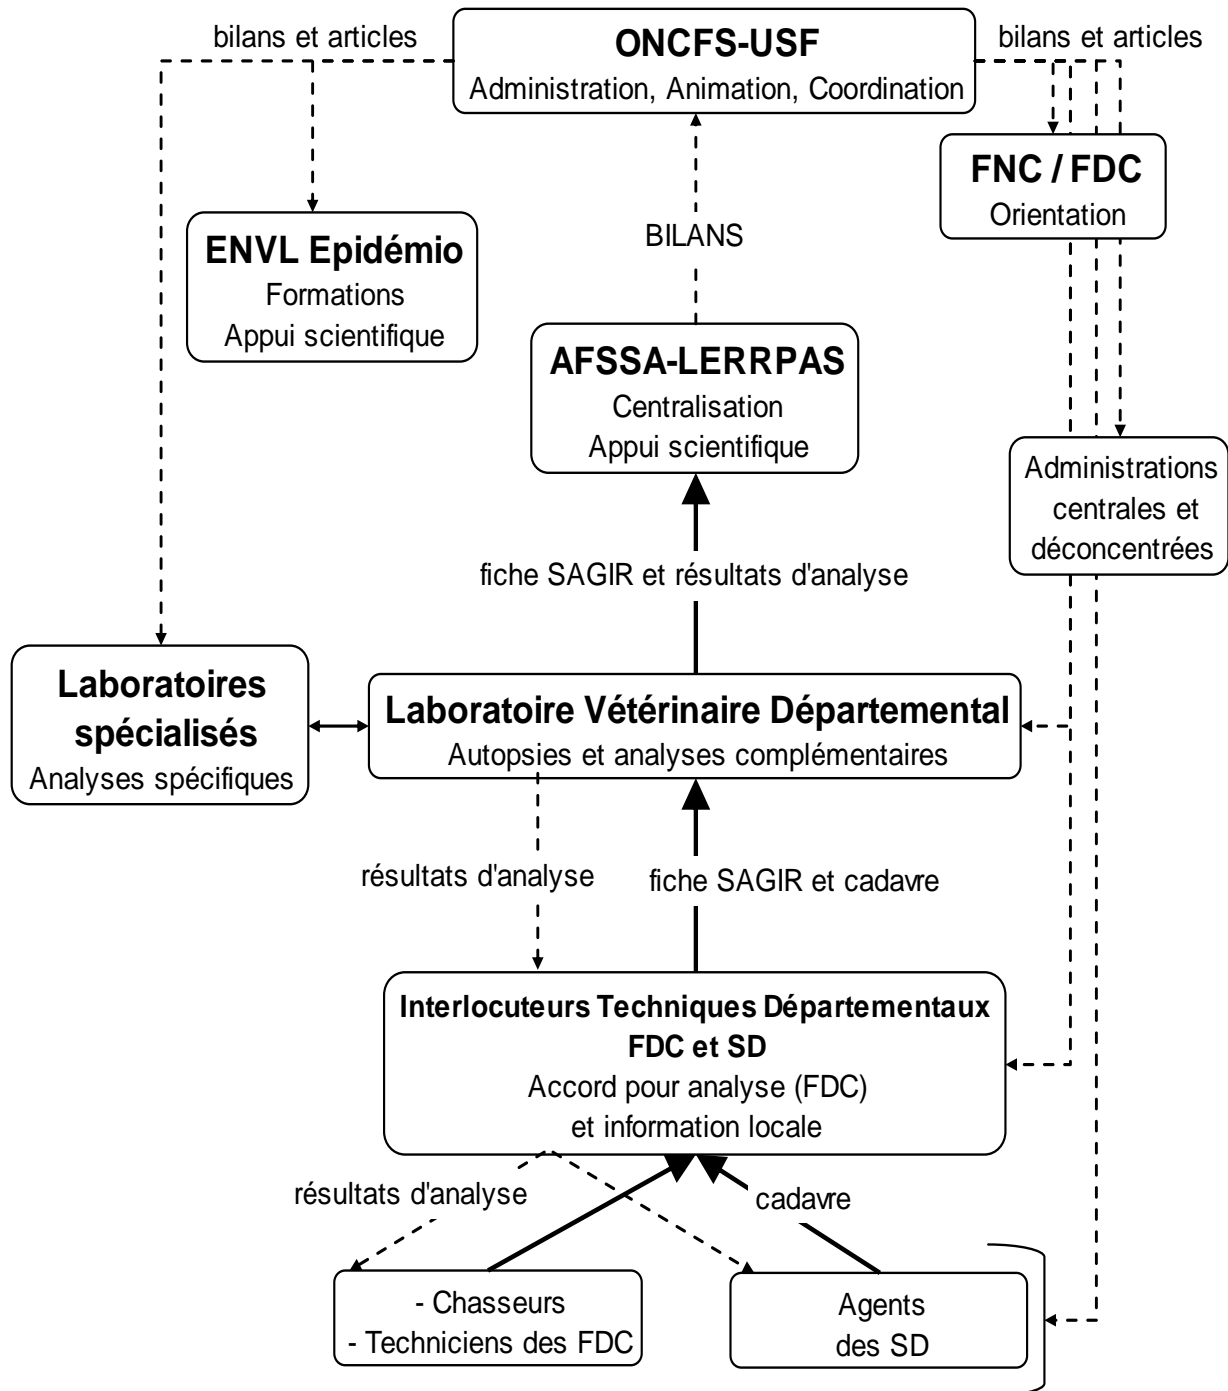 bilans et articles
ONCFS-USF
Administration, Animation, Coordination
bilans et articles
FNC / FDC
Orientation
ENVL Epidémio
Formations
Appui scientifique
BILANS
AFSSA-LERRPAS
Centralisation
Appui scientifique
Administrations
centrales et
déconcentrées
fiche SAGIR et résultats d'analyse
Laboratoires
spécialisés
Analyses spécifiques
Laboratoire Vétérinaire Départemental
Autopsies et analyses complémentaires
résultats d'analyse
fiche SAGIR et cadavre
Interlocuteurs Techniques Départementaux
FDC et SD
Accord pour analyse (FDC)
et information locale
résultats d'analyse
cadavre
- Chasseurs
- Techniciens des FDC
Agents
des SD